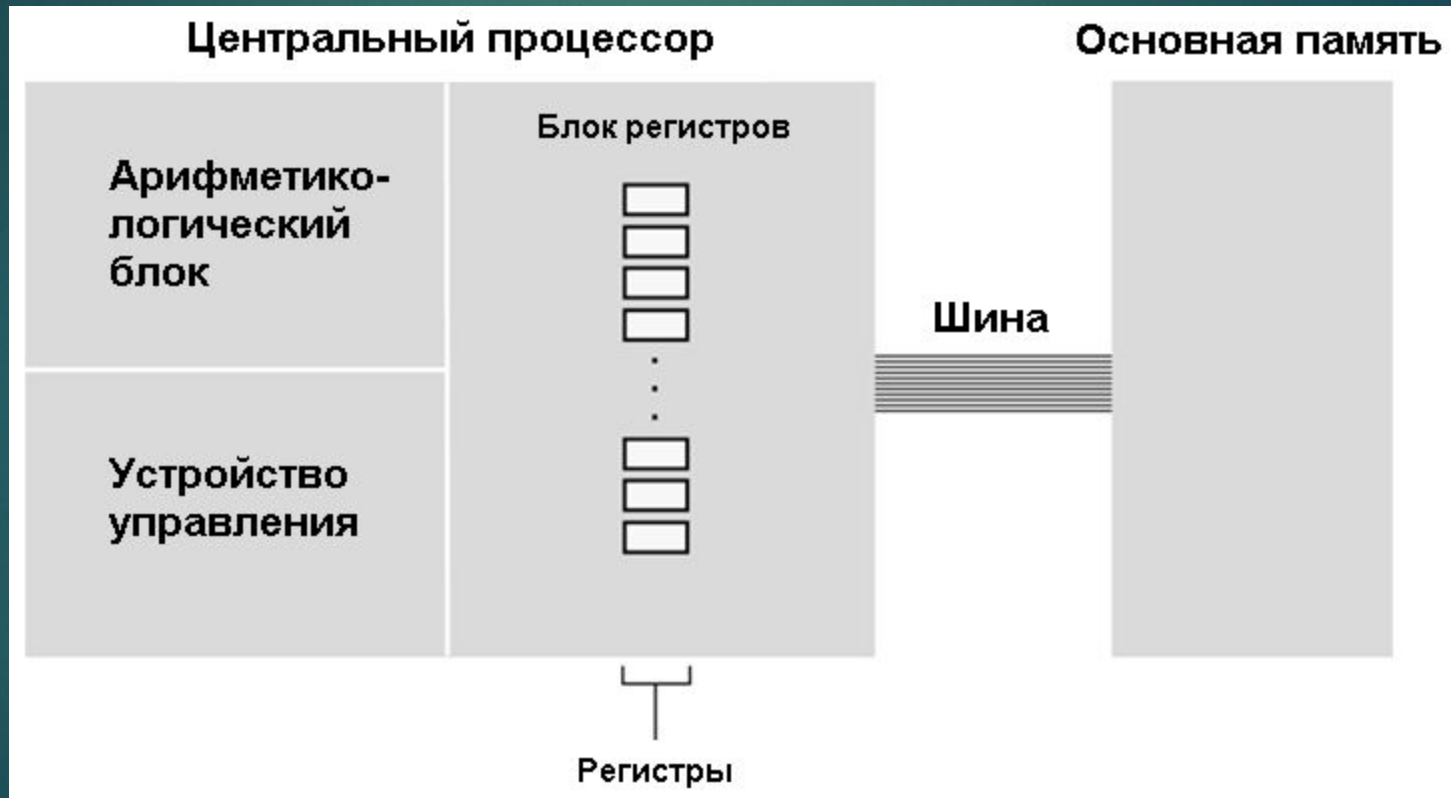 Центральный процессор
Основная память
Блок регистров
Арифметико-
логический
блок
Шина
Устройство
управления
Регистры